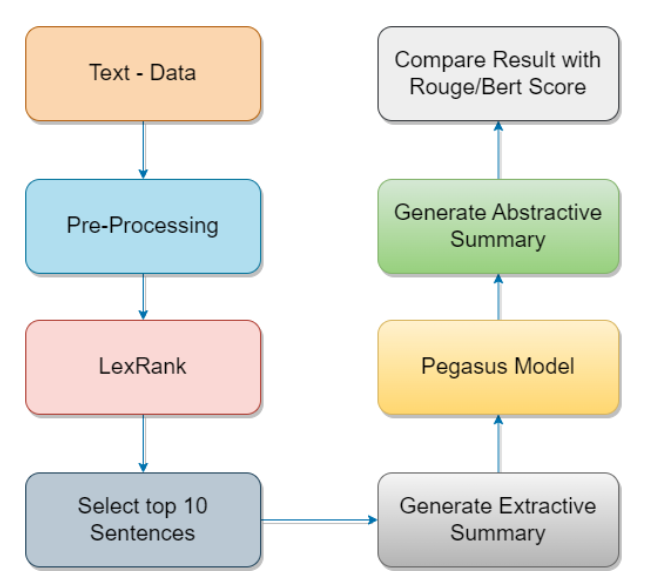 Text - Data
Pre-Processing
LexRank
Select top 10
Sentences
Generate Extractive
Summary
Pegasus Model
Generate Abstractive
Summary
Compare Result with
Rouge/Bert Score